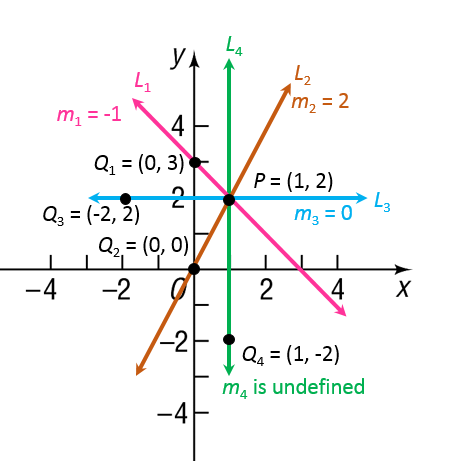 L₄
y
L₁
L₂
m₂ = 2
m₁ = -1
4
Q₁ = (0, 3)
P = (1, 2)
2
L₃
Q₃ = (-2, 2)
m₃ = 0
Q₂ = (0, 0)
−4 −2 0 2 4 x
−2
Q₄ = (1, -2)
m₄ is undefined
−4